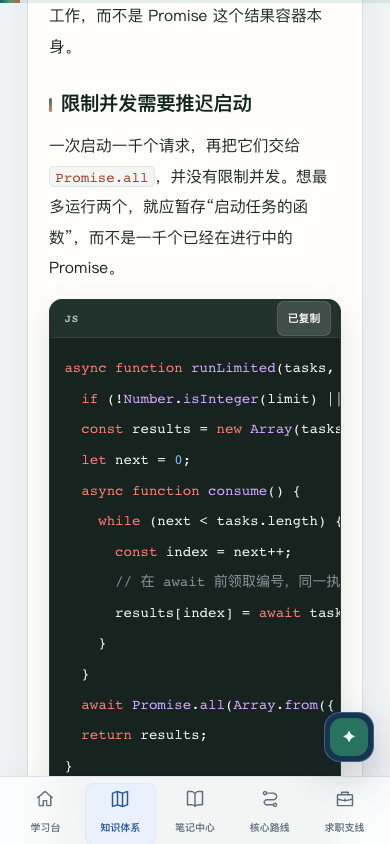 工作，而不是 Promise 这个结果容器本
身。
限制并发需要推迟启动
一次启动一千个请求，再把它们交给
Promise.all，并没有限制并发。想最
多运行两个，就应暂存“启动任务的函
数”，而不是一千个已经在进行中的
Promise。
JS
已复制
async function runLimited(tasks,
  if (!Number.isInteger(limit) ||
  const results = new Array(tasks
  let next = 0;
  async function consume() {
    while (next < tasks.length) {
      const index = next++;
      // 在 await 前领取编号，同一执
      results[index] = await task
    }
  }
  await Promise.all(Array.from({
  return results;
}
学习台
知识体系
笔记中心
核心路线
求职支线